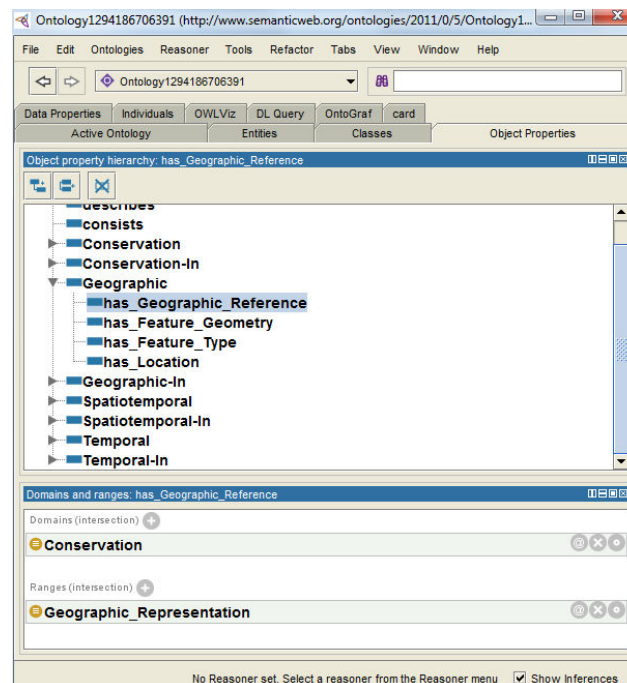 Ontology1294186706391 (http://www.semanticweb.org/ontologies/2011/0/5/Ontology1...
File Edit Ontologies Reasoner Tools Refactor Tabs View Window Help
Ontology1294186706391
Data Properties Individuals OWLViz DL Query OntoGraf card
Active Ontology Entities Classes Object Properties
Object property hierarchy: has_Geographic_Reference
describes
consists
Conservation
Conservation-In
Geographic
has_Geographic_Reference
has_Feature_Geometry
has_Feature_Type
has_Location
Geographic-In
Spatiotemporal
Spatiotemporal-In
Temporal
Temporal-In
Domains and ranges: has_Geographic_Reference
Domains (intersection)
Conservation
Ranges (intersection)
Geographic_Representation
No Reasoner set. Select a reasoner from the Reasoner menu Show Inferences